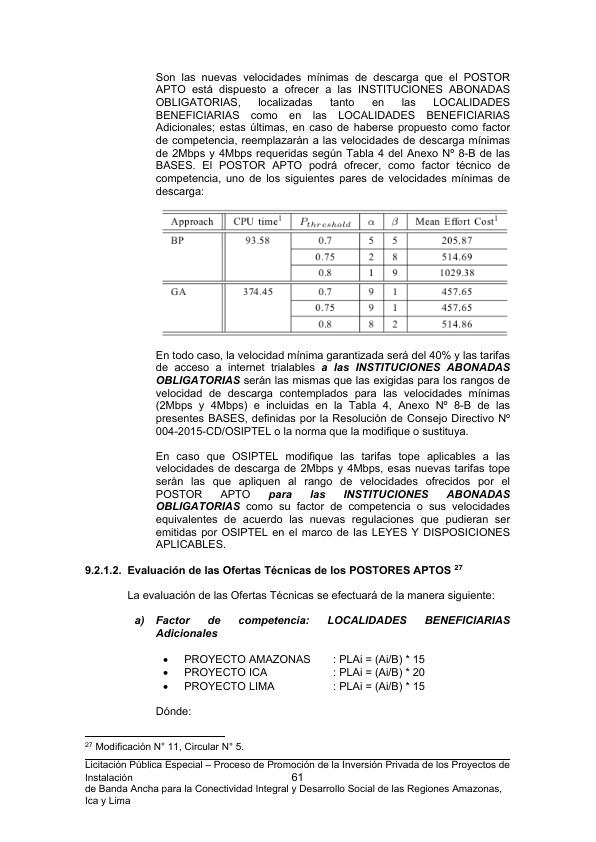 Son las nuevas velocidades mínimas de descarga que el POSTOR
APTO está dispuesto a ofrecer a las INSTITUCIONES ABONADAS
OBLIGATORIAS, localizadas tanto en las LOCALIDADES
BENEFICIARIAS como en las LOCALIDADES BENEFICIARIAS
Adicionales; estas últimas, en caso de haberse propuesto como factor
de competencia, reemplazarán a las velocidades de descarga mínimas
de 2Mbps y 4Mbps requeridas según Tabla 4 del Anexo Nº 8-B de las
BASES. El POSTOR APTO podrá ofrecer, como factor técnico de
competencia, uno de los siguientes pares de velocidades mínimas de
descarga:
Approach CPU time1 Pthreshold α β Mean Effort Cost1
BP 93.58 0.7 5 5 205.87
0.75 2 8 514.69
0.8 1 9 1029.38
GA 374.45 0.7 9 1 457.65
0.75 9 1 457.65
0.8 8 2 514.86
En todo caso, la velocidad mínima garantizada será del 40% y las tarifas
de acceso a internet trialables a las INSTITUCIONES ABONADAS
OBLIGATORIAS serán las mismas que las exigidas para los rangos de
velocidad de descarga contemplados para las velocidades mínimas
(2Mbps y 4Mbps) e incluidas en la Tabla 4, Anexo Nº 8-B de las
presentes BASES, definidas por la Resolución de Consejo Directivo Nº
004-2015-CD/OSIPTEL o la norma que la modifique o sustituya.
En caso que OSIPTEL modifique las tarifas tope aplicables a las
velocidades de descarga de 2Mbps y 4Mbps, esas nuevas tarifas tope
serán las que apliquen al rango de velocidades ofrecidos por el
POSTOR APTO para las INSTITUCIONES ABONADAS
OBLIGATORIAS como su factor de competencia o sus velocidades
equivalentes de acuerdo las nuevas regulaciones que pudieran ser
emitidas por OSIPTEL en el marco de las LEYES Y DISPOSICIONES
APLICABLES.
9.2.1.2. Evaluación de las Ofertas Técnicas de los POSTORES APTOS 27
La evaluación de las Ofertas Técnicas se efectuará de la manera siguiente:
a) Factor de competencia: LOCALIDADES BENEFICIARIAS
Adicionales
• PROYECTO AMAZONAS : PLAi = (Ai/B) * 15
• PROYECTO ICA : PLAi = (Ai/B) * 20
• PROYECTO LIMA : PLAi = (Ai/B) * 15
Dónde:
27 Modificación N° 11, Circular N° 5.
Licitación Pública Especial – Proceso de Promoción de la Inversión Privada de los Proyectos de
Instalación 61
de Banda Ancha para la Conectividad Integral y Desarrollo Social de las Regiones Amazonas,
Ica y Lima